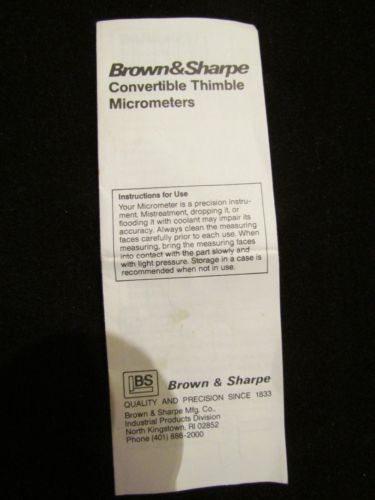 Brown&Sharpe
Convertible Thimble
Micrometers
Instructions for Use
Your Micrometer is a precision instru-
ment. Mistreatment, dropping it, or
flooding it with coolant may impair its
accuracy. Always clean the measuring
faces carefully prior to each use. When
measuring, bring the measuring faces
into contact with the part slowly and
with light pressure. Storage in a case is
recommended when not in use.
BS
Brown & Sharpe
QUALITY AND PRECISION SINCE 1833
Brown & Sharpe Mfg. Co.,
Industrial Products Division
North Kingstown, RI 02852
Phone (401) 886-2000